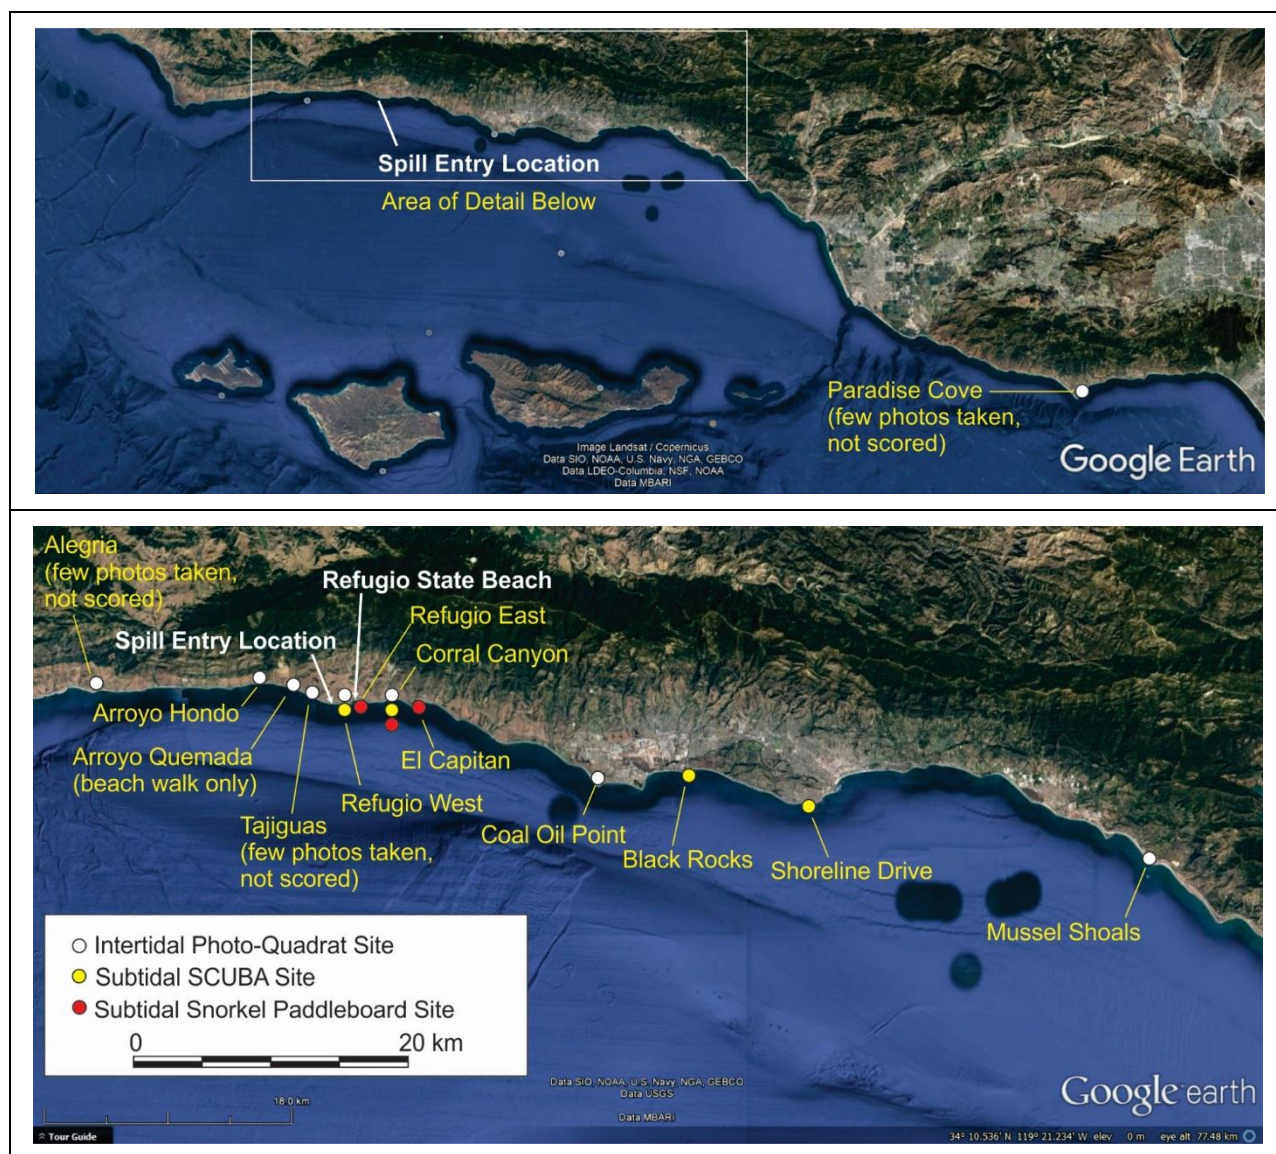 Spill Entry Location
Area of Detail Below
Paradise Cove
(few photos taken,
not scored)
Image Landsat / Copernicus
Data SIO, NOAA, U.S. Navy, NGA, GEBCO
Data LDEO-Columbia, NSF, NOAA
Data MBARI
Google Earth
Alegria
(few photos taken,
not scored)
Refugio State Beach
Refugio East
Spill Entry Location
Corral Canyon
Arroyo Hondo
Arroyo Quemada
(beach walk only)
El Capitan
Refugio West
Tajiguas
(few photos taken,
not scored)
Coal Oil Point
Black Rocks
Shoreline Drive
Mussel Shoals
Intertidal Photo-Quadrat Site
Subtidal SCUBA Site
Subtidal Snorkel Paddleboard Site
0 20 km
Data SIO, NOAA, U.S. Navy, NGA, GEBCO
Data USGS
Data MBARI
Google earth
18.0 km
Tour Guide
34° 10.536' N 119° 21.234' W elev 0 m eye alt 77.48 km